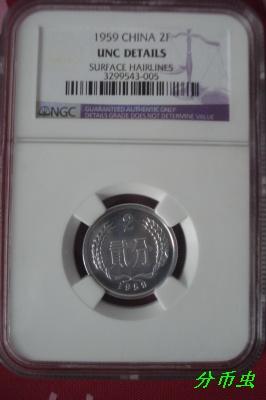 1959 CHINA 2F
UNC DETAILS
SURFACE HAIRLINES
3299543-005
NGC
GUARANTEED AUTHENTIC ONLY
DETAILS GRADE DOES NOT DETERMINE VALUE
2
贰分
1959
分币虫